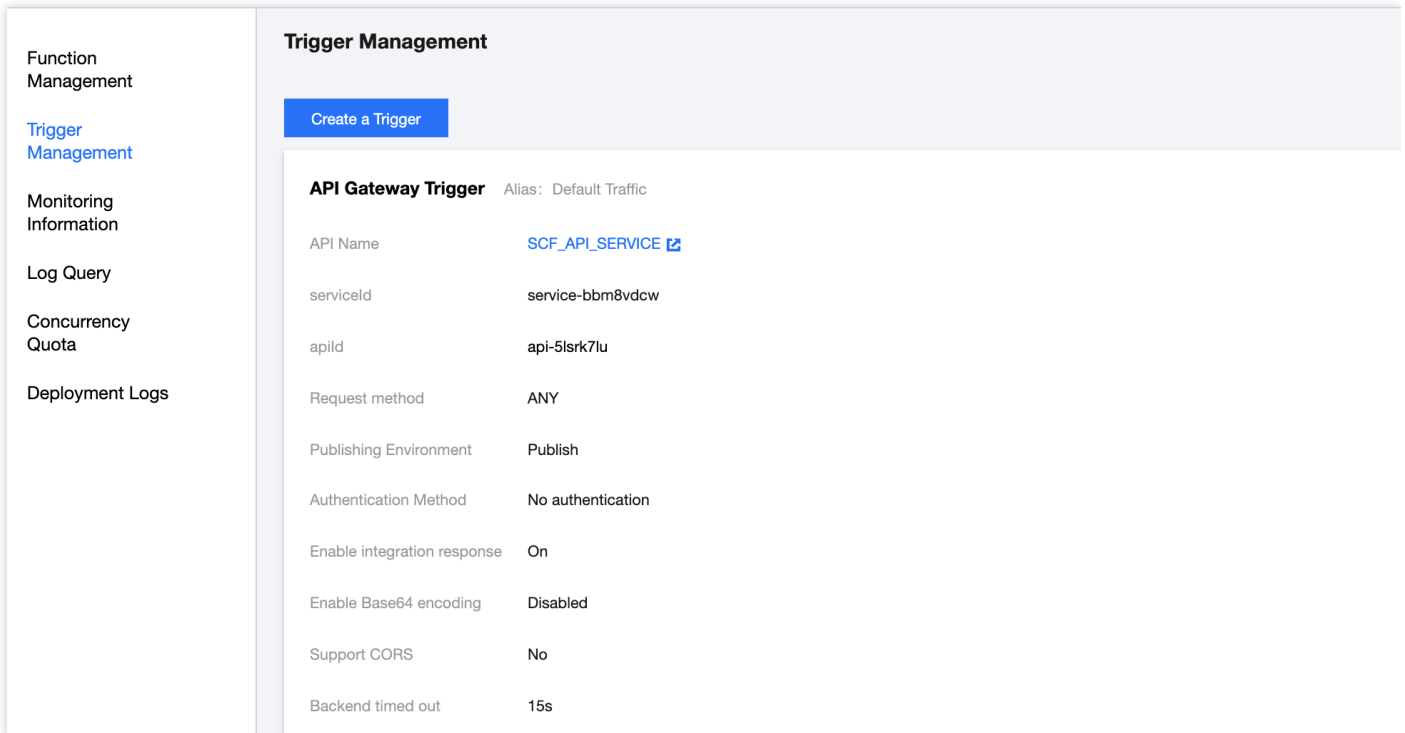 Function
Management
Trigger
Management
Monitoring
Information
Log Query
Concurrency
Quota
Deployment Logs
Trigger Management
Create a Trigger
API Gateway Trigger Alias: Default Traffic
API Name SCF_API_SERVICE
serviceId service-bbm8vdcw
apiId api-5lsrk7lu
Request method ANY
Publishing Environment Publish
Authentication Method No authentication
Enable integration response On
Enable Base64 encoding Disabled
Support CORS No
Backend timed out 15s